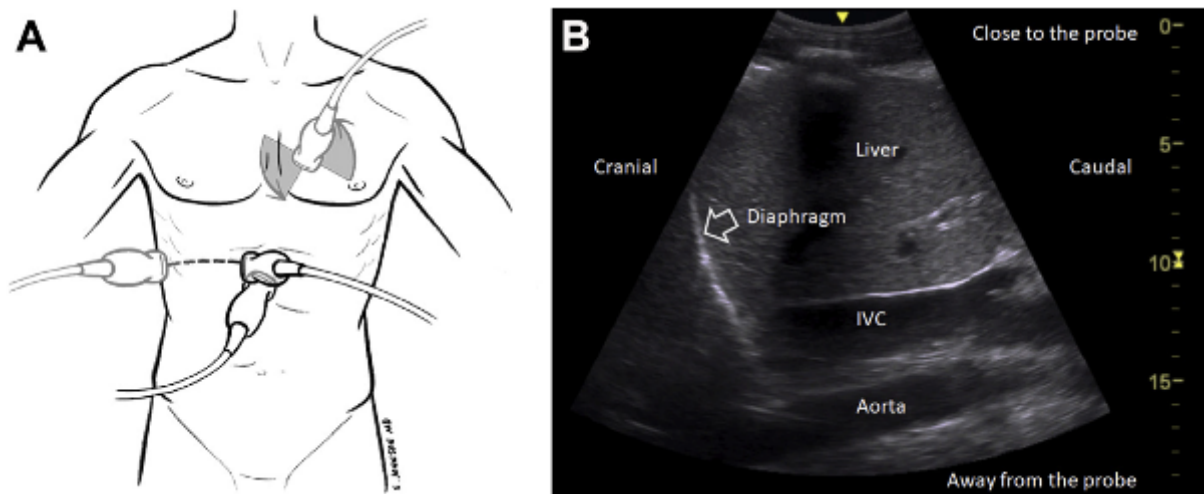 A
B
0
Close to the probe
5
Liver
Cranial
Caudal
Diaphragm
10
IVC
15
Aorta
Away from the probe